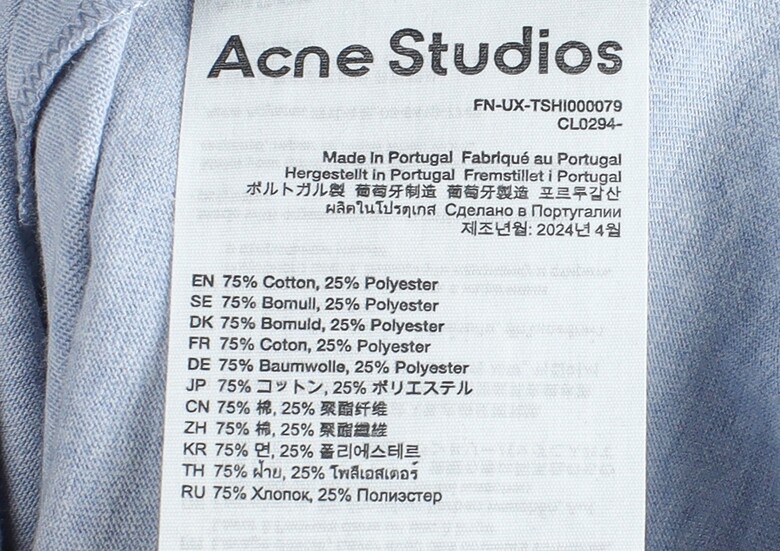 Acne Studios
FN-UX-TSHI000079
CL0294-
Made in Portugal Fabriqué au Portugal
Hergestellt in Portugal Fremstillet i Portugal
ポルトガル製 葡萄牙制造 葡萄牙製造 포르투갈산
ผลิตในโปรตุเกส Сделано в Португалии
제조년월: 2024년 4월
EN 75% Cotton, 25% Polyester
SE 75% Bomull, 25% Polyester
DK 75% Bomuld, 25% Polyester
FR 75% Coton, 25% Polyester
DE 75% Baumwolle, 25% Polyester
JP 75% コットン, 25% ポリエステル
CN 75% 棉, 25% 聚酯纤维
ZH 75% 棉, 25% 聚酯纖維
KR 75% 면, 25% 폴리에스테르
TH 75% ฝ้าย, 25% โพลีเอสเตอร์
RU 75% Хлопок, 25% Полиэстер